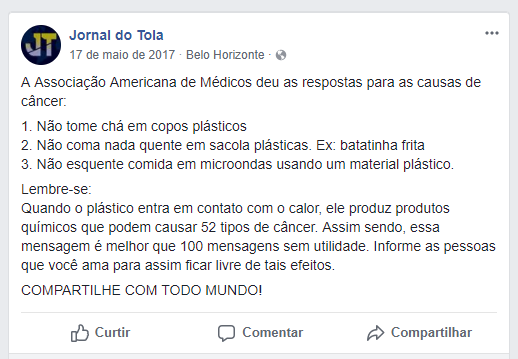 JT
Jornal do Tola
17 de maio de 2017 · Belo Horizonte ·
A Associação Americana de Médicos deu as respostas para as causas de
câncer:
1. Não tome chá em copos plásticos
2. Não coma nada quente em sacola plásticas. Ex: batatinha frita
3. Não esquente comida em microondas usando um material plástico.
Lembre-se:
Quando o plástico entra em contato com o calor, ele produz produtos
químicos que podem causar 52 tipos de câncer. Assim sendo, essa
mensagem é melhor que 100 mensagens sem utilidade. Informe as pessoas
que você ama para assim ficar livre de tais efeitos.
COMPARTILHE COM TODO MUNDO!
Curtir Comentar Compartilhar